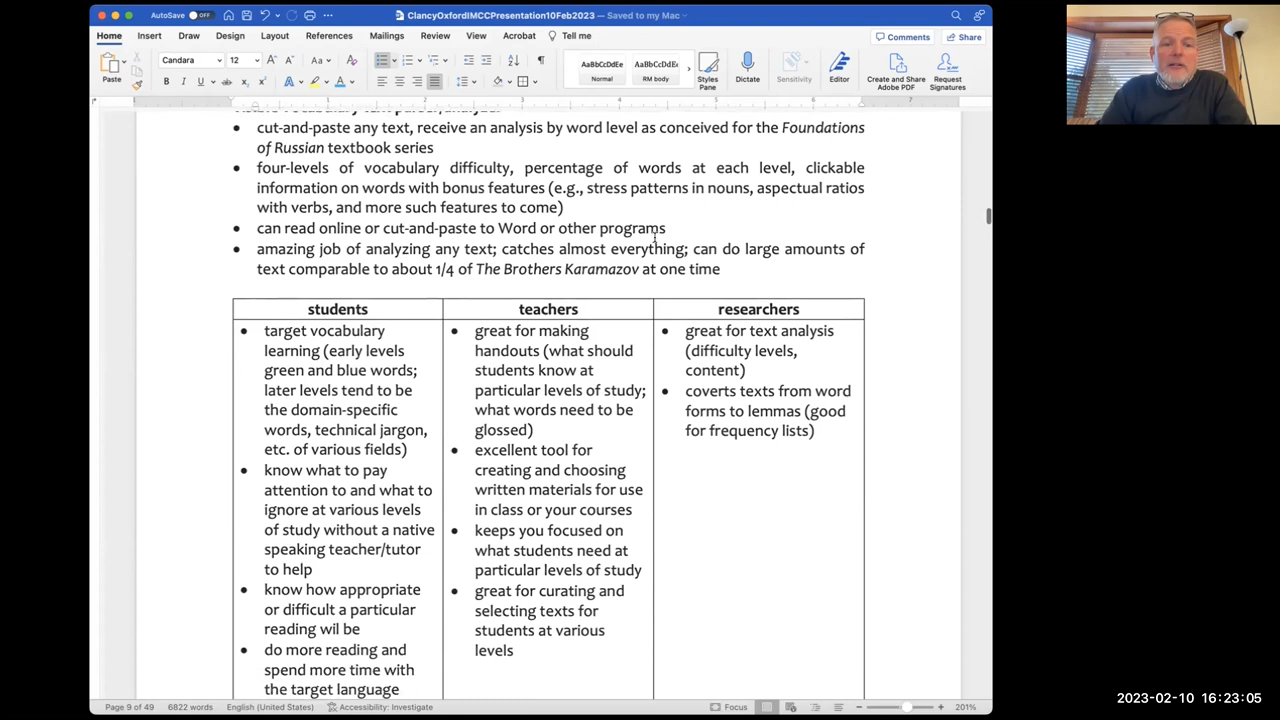 AutoSave OFF
ClancyOxfordIMCCPresentation10Feb2023 — Saved to my Mac
Home Insert Draw Design Layout References Mailings Review View Acrobat Tell me
Comments Share
Paste
Candara 12
AaBbCcDdEe AaBbCcDdEe
Normal RM body
Styles Pane
Dictate
Sensitivity
Editor
Create and Share Adobe PDF
Request Signatures
1 2 3 4 5 6 7
• cut-and-paste any text, receive an analysis by word level as conceived for the Foundations
of Russian textbook series
• four-levels of vocabulary difficulty, percentage of words at each level, clickable
information on words with bonus features (e.g., stress patterns in nouns, aspectual ratios
with verbs, and more such features to come)
• can read online or cut-and-paste to Word or other programs
• amazing job of analyzing any text; catches almost everything; can do large amounts of
text comparable to about 1/4 of The Brothers Karamazov at one time
students
• target vocabulary
learning (early levels
green and blue words;
later levels tend to be
the domain-specific
words, technical jargon,
etc. of various fields)
• know what to pay
attention to and what to
ignore at various levels
of study without a native
speaking teacher/tutor
to help
• know how appropriate
or difficult a particular
reading wil be
• do more reading and
spend more time with
the target language
teachers
• great for making
handouts (what should
students know at
particular levels of study;
what words need to be
glossed)
• excellent tool for
creating and choosing
written materials for use
in class or your courses
• keeps you focused on
what students need at
particular levels of study
• great for curating and
selecting texts for
students at various
levels
researchers
• great for text analysis
(difficulty levels,
content)
• coverts texts from word
forms to lemmas (good
for frequency lists)
Page 9 of 49 6822 words English (United States) Accessibility: Investigate Focus 201%
2023-02-10 16:23:05